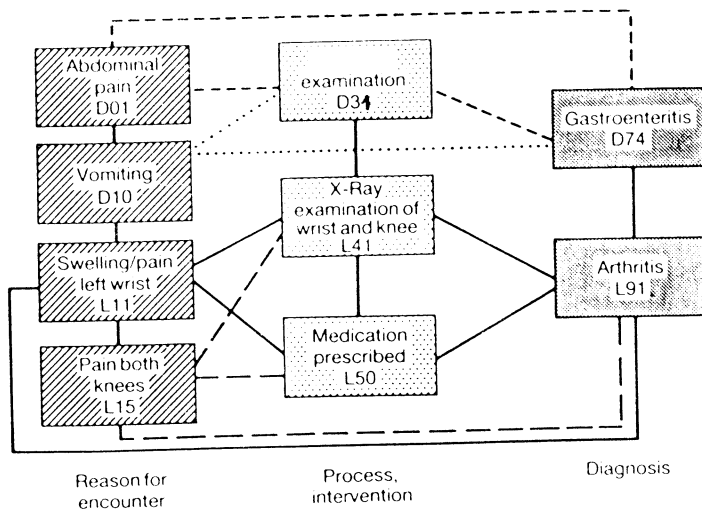 Abdominal
pain
D01
Vomiting
D10
Swelling/pain
left wrist
L11
Pain both
knees
L15
Reason for
encounter
examination
D31
X-Ray
examination of
wrist and knee
L41
Medication
prescribed
L50
Process,
intervention
Gastroenteritis
D74
Arthritis
L91
Diagnosis